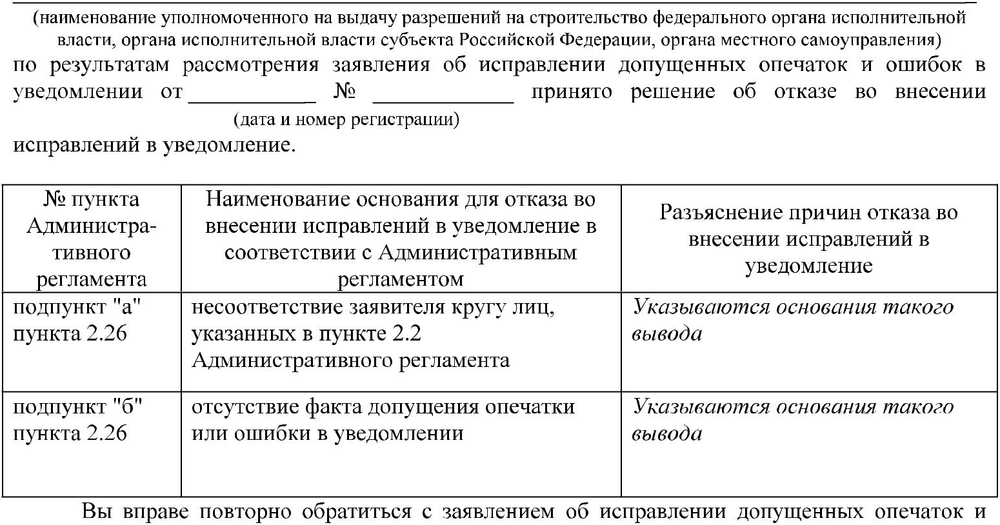 (наименование уполномоченного на выдачу разрешений на строительство федерального органа исполнительной
власти, органа исполнительной власти субъекта Российской Федерации, органа местного самоуправления)
по результатам рассмотрения заявления об исправлении допущенных опечаток и ошибок в
уведомлении от ____________ № ____________ принято решение об отказе во внесении
(дата и номер регистрации)
исправлений в уведомление.
№ пункта
Администра-
тивного
регламента
Наименование основания для отказа во
внесении исправлений в уведомление в
соответствии с Административным
регламентом
Разъяснение причин отказа во
внесении исправлений в
уведомление
подпункт "а"
пункта 2.26
несоответствие заявителя кругу лиц,
указанных в пункте 2.2
Административного регламента
Указываются основания такого
вывода
подпункт "б"
пункта 2.26
отсутствие факта допущения опечатки
или ошибки в уведомлении
Указываются основания такого
вывода
Вы вправе повторно обратиться с заявлением об исправлении допущенных опечаток и